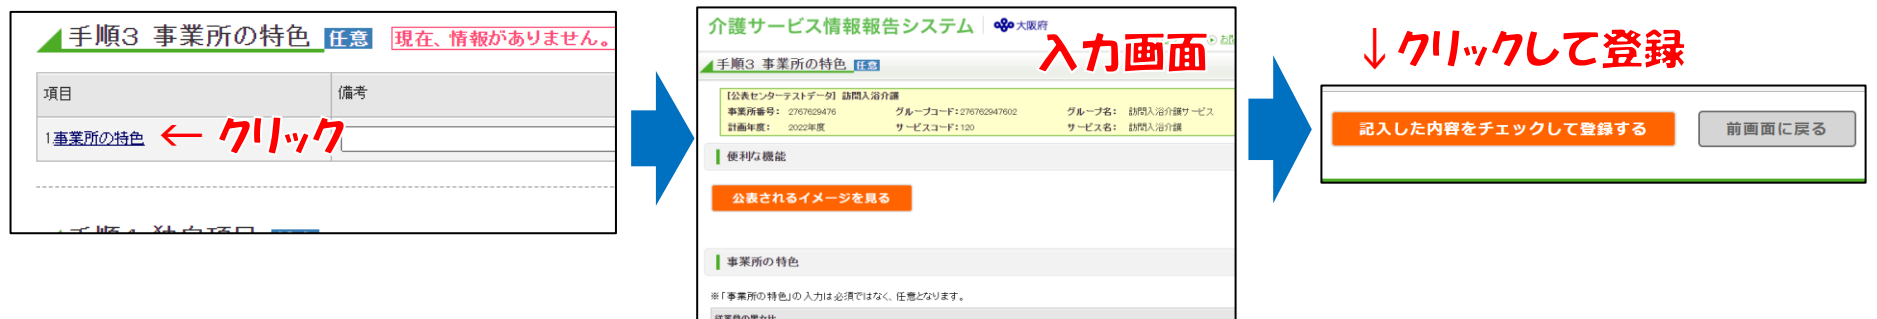 手順3 事業所の特色 任意 現在、情報がありません。
項目 備考
1.事業所の特色 ← クリック
介護サービス情報報告システム 大阪府
入力画面
手順3 事業所の特色 任意
【公表センターテストデータ】 訪問入浴介護
事業所番号: 2767629476 グループコード: 276762947602 グループ名: 訪問入浴介護サービス
計画年度: 2022年度 サービスコード: 120 サービス名: 訪問入浴介護
便利な機能
公表されるイメージを見る
事業所の特色
※「事業所の特色」の入力は必須ではなく、任意となります。
↓クリックして登録
記入した内容をチェックして登録する 前画面に戻る